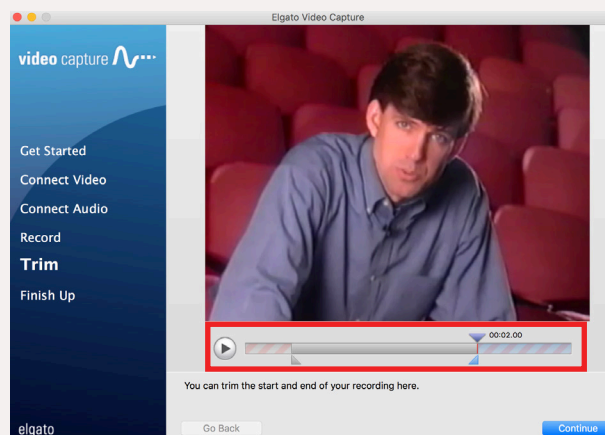 Elgato Video Capture
video capture
Get Started
Connect Video
Connect Audio
Record
Trim
Finish Up
00:02.00
You can trim the start and end of your recording here.
elgato
Go Back
Continue